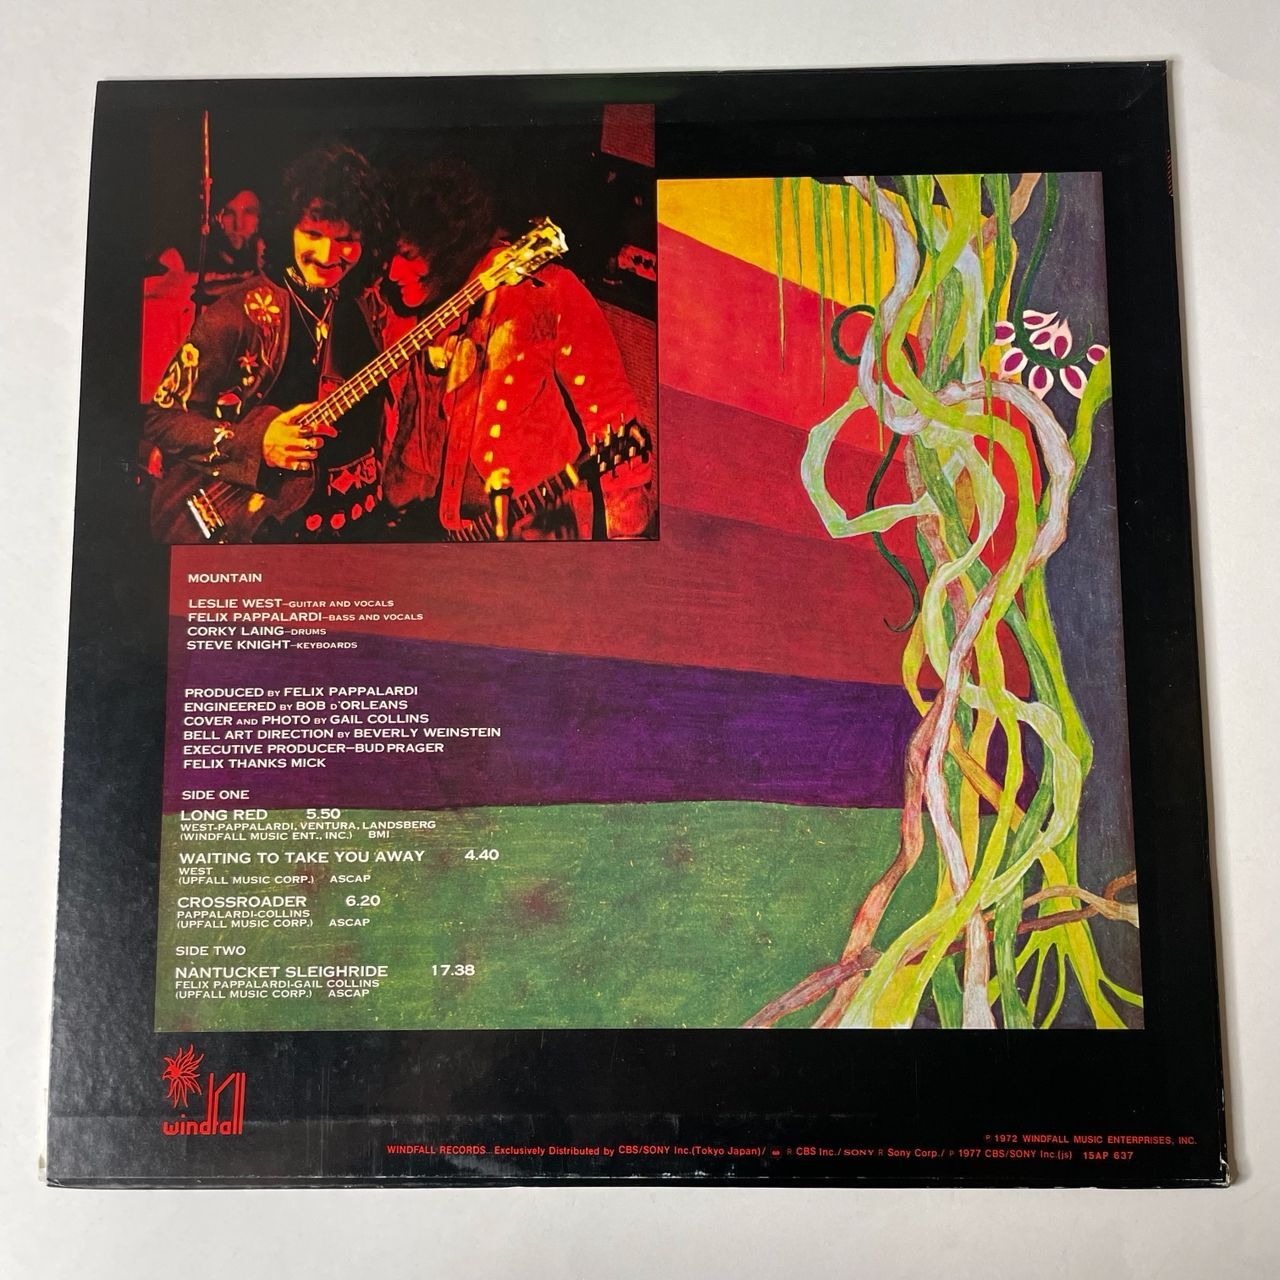 MOUNTAIN
LESLIE WEST—GUITAR AND VOCALS
FELIX PAPPALARDI—BASS AND VOCALS
CORKY LAING—DRUMS
STEVE KNIGHT—KEYBOARDS
PRODUCED BY FELIX PAPPALARDI
ENGINEERED BY BOB D'ORLEANS
COVER AND PHOTO BY GAIL COLLINS
BELL ART DIRECTION BY BEVERLY WEINSTEIN
EXECUTIVE PRODUCER—BUD PRAGER
FELIX THANKS MICK
SIDE ONE
LONG RED 5.50
WEST-PAPPALARDI, VENTURA, LANDSBERG
(WINDFALL MUSIC ENT., INC.) BMI
WAITING TO TAKE YOU AWAY 4.40
WEST
(UPFALL MUSIC CORP.) ASCAP
CROSSROADER 6.20
PAPPALARDI-COLLINS
(UPFALL MUSIC CORP.) ASCAP
SIDE TWO
NANTUCKET SLEIGHRIDE 17.38
FELIX PAPPALARDI-GAIL COLLINS
(UPFALL MUSIC CORP.) ASCAP
windfall
℗ 1972 WINDFALL MUSIC ENTERPRISES, INC.
WINDFALL RECORDS... Exclusively Distributed by CBS/SONY Inc.(Tokyo Japan)/ R CBS Inc./ SONY R Sony Corp./ ℗ 1977 CBS/SONY Inc.(js) 15AP 637